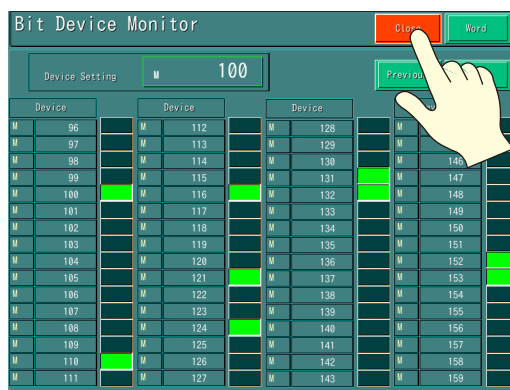 Bit Device Monitor Close Word
Device Setting M 100 Previou
Device Device Device
M 96 M 112 M 128 M
M 97 M 113 M 129 M
M 98 M 114 M 130 M 146
M 99 M 115 M 131 M 147
M 100 M 116 M 132 M 148
M 101 M 117 M 133 M 149
M 102 M 118 M 134 M 150
M 103 M 119 M 135 M 151
M 104 M 120 M 136 M 152
M 105 M 121 M 137 M 153
M 106 M 122 M 138 M 154
M 107 M 123 M 139 M 155
M 108 M 124 M 140 M 156
M 109 M 125 M 141 M 157
M 110 M 126 M 142 M 158
M 111 M 127 M 143 M 159